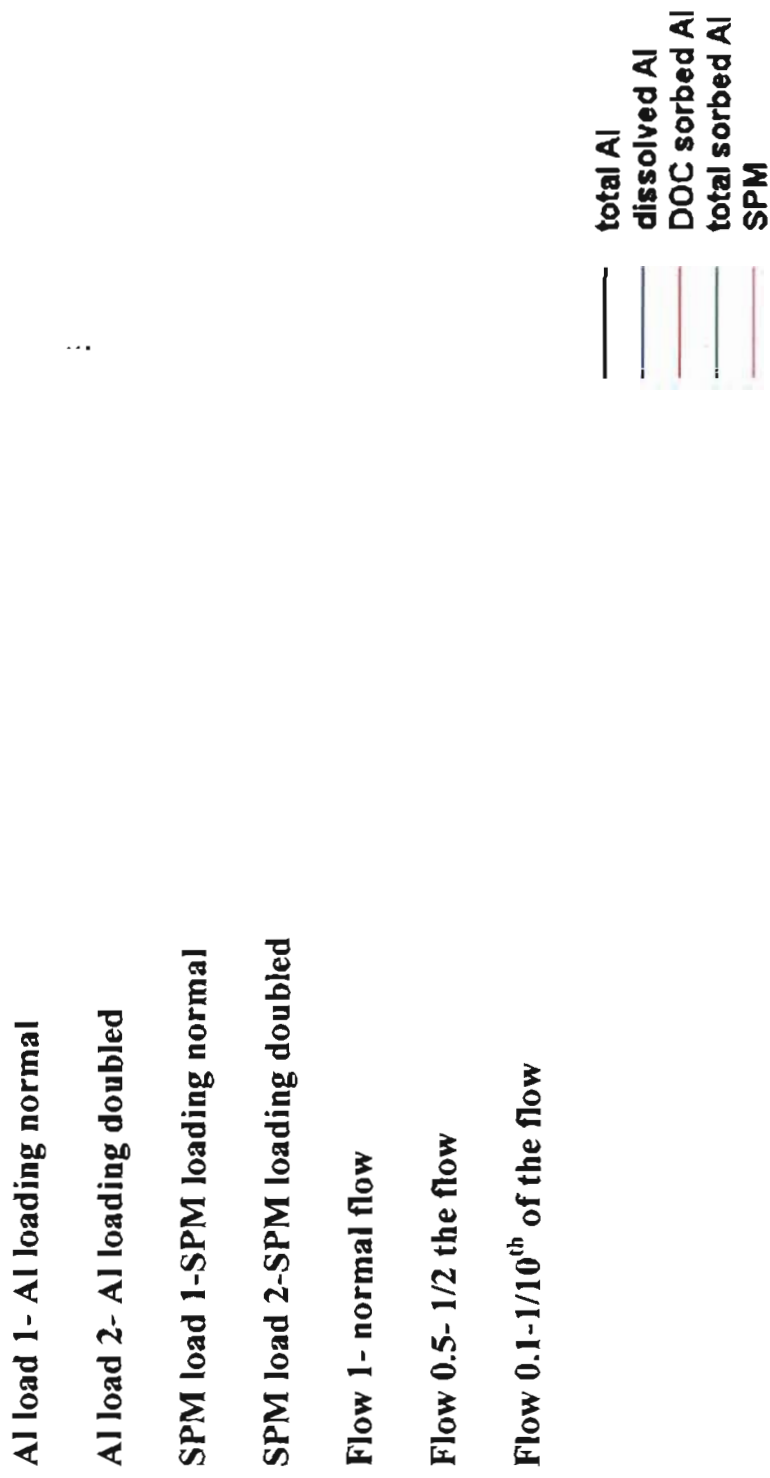 Al load 1- Al loading normal
Al load 2- Al loading doubled
SPM load 1-SPM loading normal
SPM load 2-SPM loading doubled
Flow 1- normal flow
Flow 0.5- 1/2 the flow
Flow 0.1-1/10th of the flow
total Al
dissolved Al
DOC sorbed Al
total sorbed Al
SPM